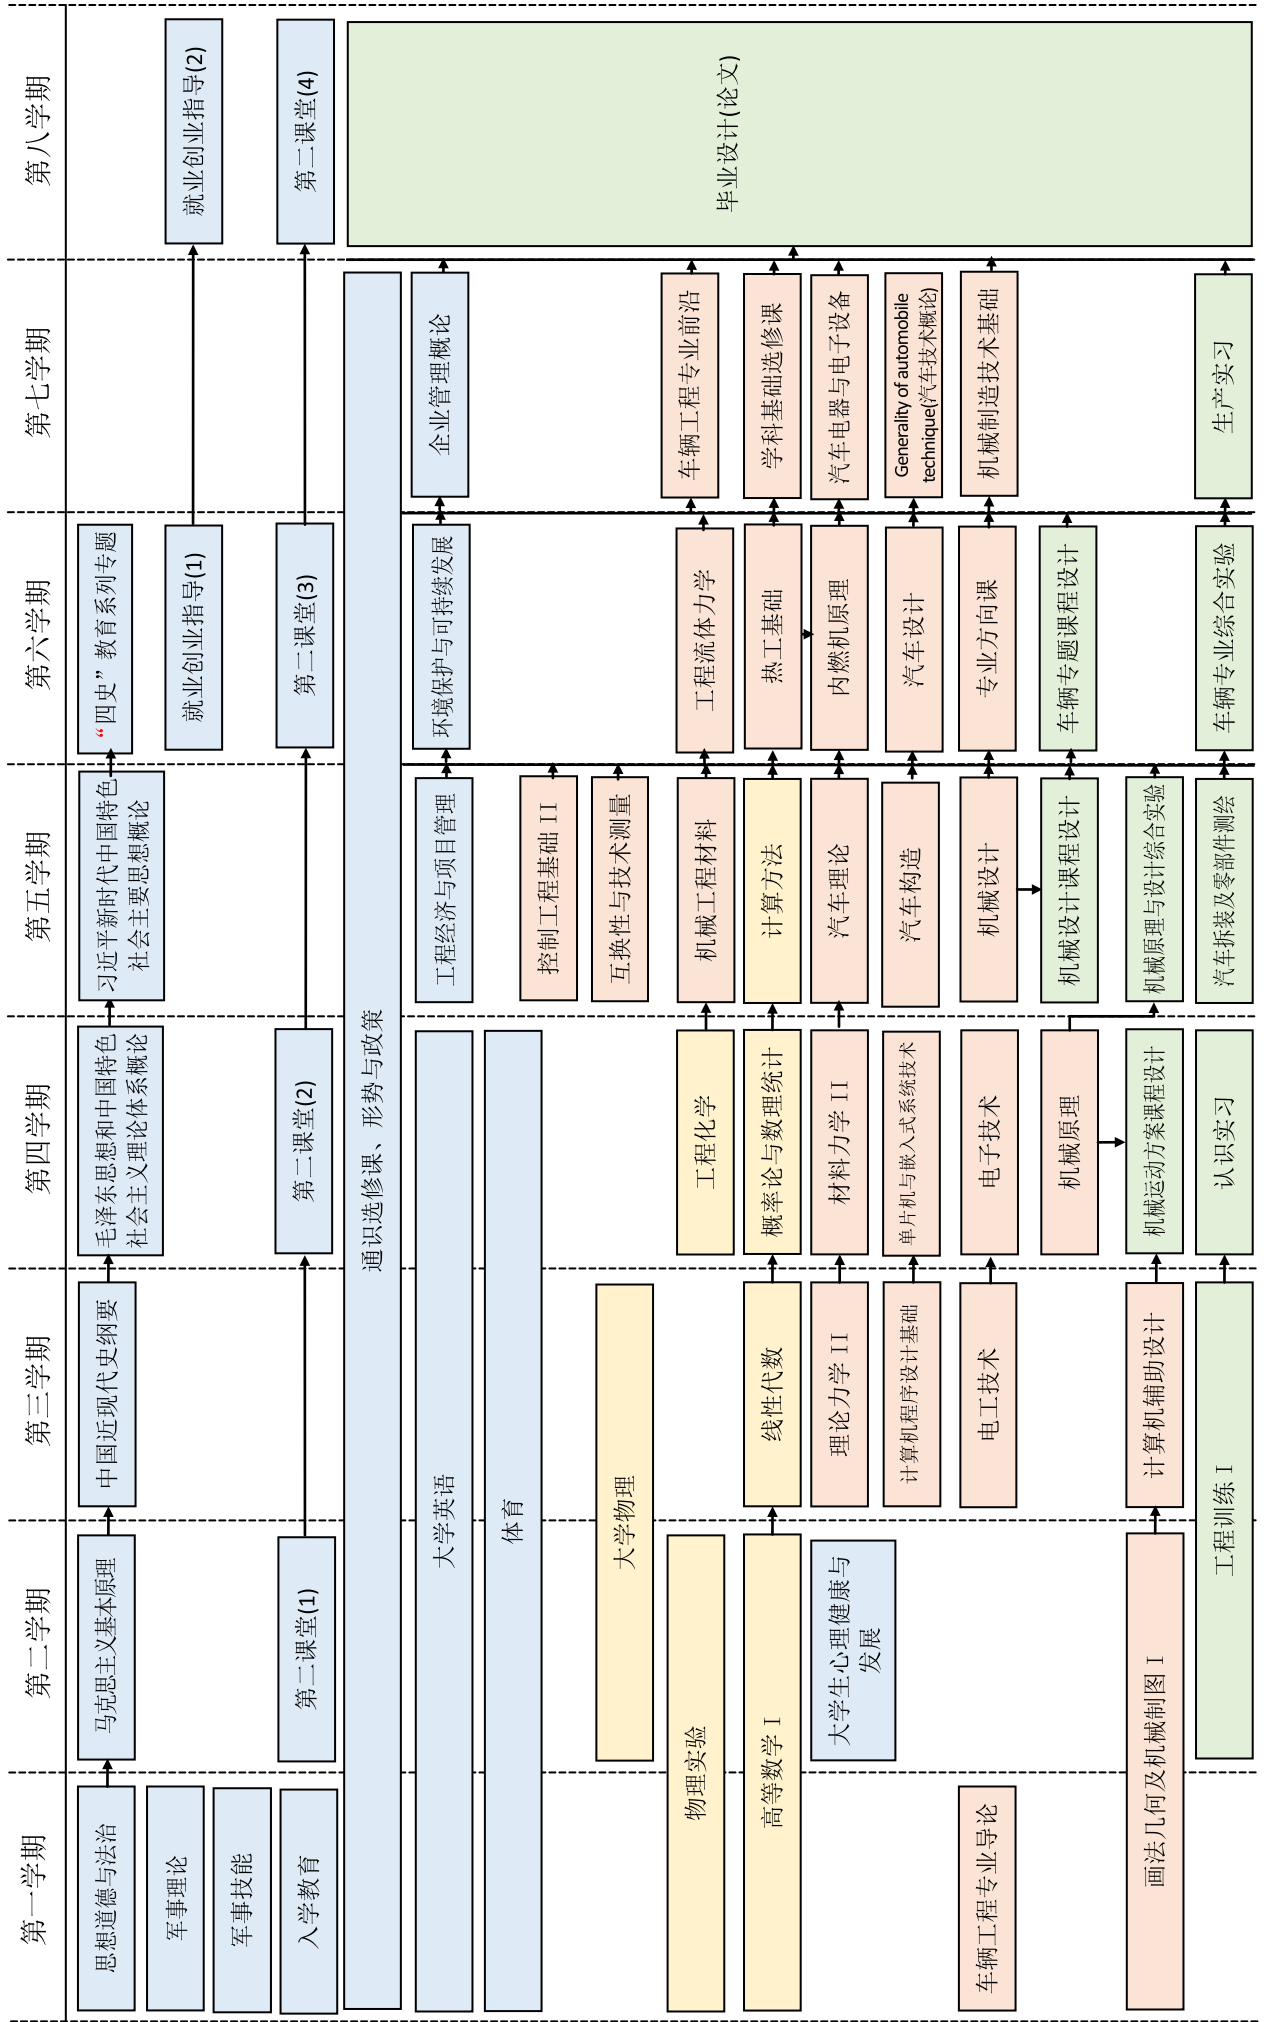 第一学期
第二学期
第三学期
第四学期
第五学期
第六学期
第七学期
第八学期
思想道德与法治
马克思主义基本原理
中国近现代史纲要
毛泽东思想和中国特色
社会主义理论体系概论
习近平新时代中国特色
社会主要思想概论
“四史”教育系列专题
军事理论
军事技能
就业创业指导(1)
就业创业指导(2)
入学教育
第二课堂(1)
第二课堂(2)
第二课堂(3)
第二课堂(4)
通识选修课、形势与政策
大学英语
工程经济与项目管理
环境保护与可持续发展
企业管理概论
体育
控制工程基础 II
大学物理
互换性与技术测量
物理实验
工程化学
机械工程材料
工程流体力学
车辆工程专业前沿
高等数学 I
线性代数
概率论与数理统计
计算方法
热工基础
学科基础选修课
大学生心理健康与
发展
理论力学 II
材料力学 II
汽车理论
内燃机原理
汽车电器与电子设备
计算机程序设计基础
单片机与嵌入式系统技术
汽车构造
汽车设计
Generality of automobile
technique(汽车技术概论)
车辆工程专业导论
电工技术
电子技术
机械设计
专业方向课
机械制造技术基础
机械原理
机械设计课程设计
车辆专题课程设计
画法几何及机械制图 I
计算机辅助设计
机械运动方案课程设计
机械原理与设计综合实验
工程训练 I
认识实习
汽车拆装及零部件测绘
车辆专业综合实验
生产实习
毕业设计(论文)